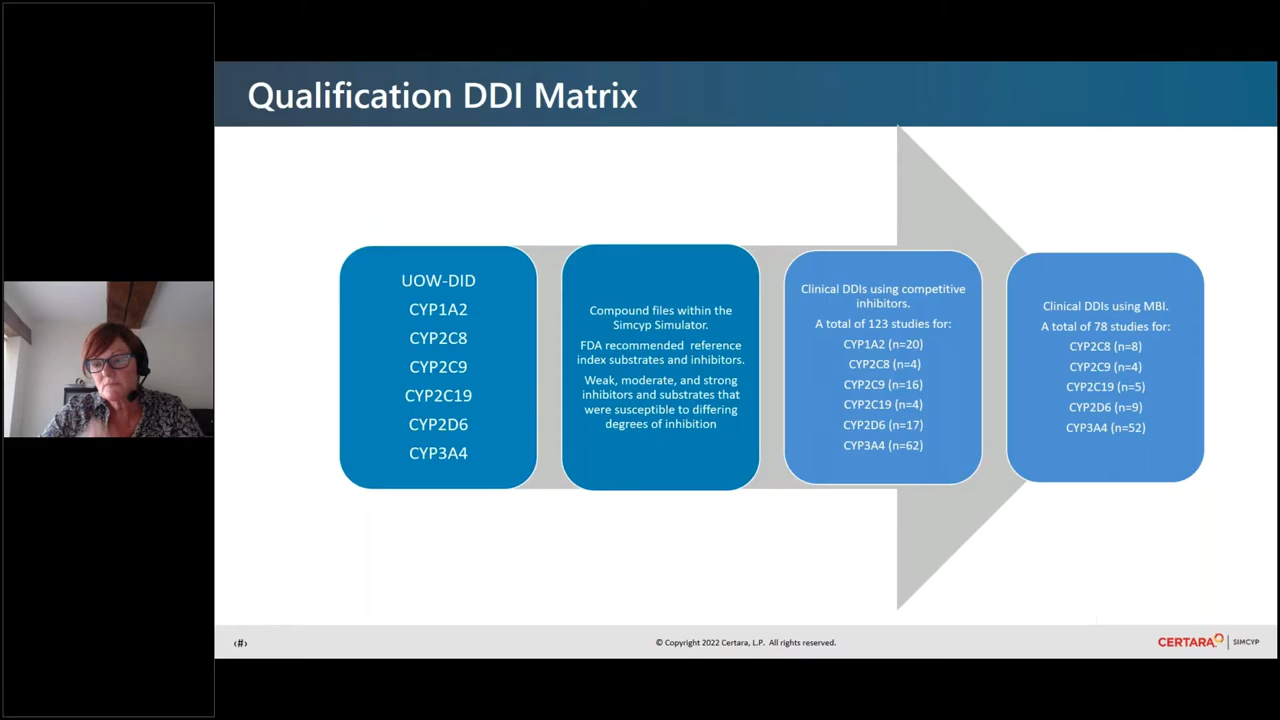 Qualification DDI Matrix
UOW-DID
CYP1A2
CYP2C8
CYP2C9
CYP2C19
CYP2D6
CYP3A4
Compound files within the
Simcyp Simulator.
FDA recommended reference
index substrates and inhibitors.
Weak, moderate, and strong
inhibitors and substrates that
were susceptible to differing
degrees of inhibition
Clinical DDIs using competitive
inhibitors.
A total of 123 studies for:
CYP1A2 (n=20)
CYP2C8 (n=4)
CYP2C9 (n=16)
CYP2C19 (n=4)
CYP2D6 (n=17)
CYP3A4 (n=62)
Clinical DDIs using MBI.
A total of 78 studies for:
CYP2C8 (n=8)
CYP2C9 (n=4)
CYP2C19 (n=5)
CYP2D6 (n=9)
CYP3A4 (n=52)
‹#›
© Copyright 2022 Certara, L.P. All rights reserved.
CERTARA | SIMCYP